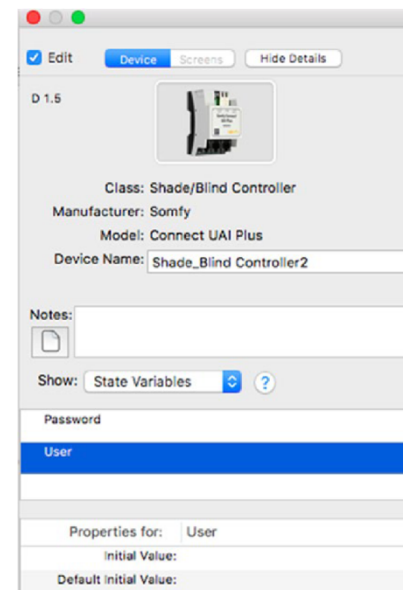 Edit Device Screens Hide Details
D 1.5
Class: Shade/Blind Controller
Manufacturer: Somfy
Model: Connect UAI Plus
Device Name: Shade_Blind Controller2
Notes:
Show: State Variables ?
Password
User
Properties for: User
Initial Value:
Default Initial Value: